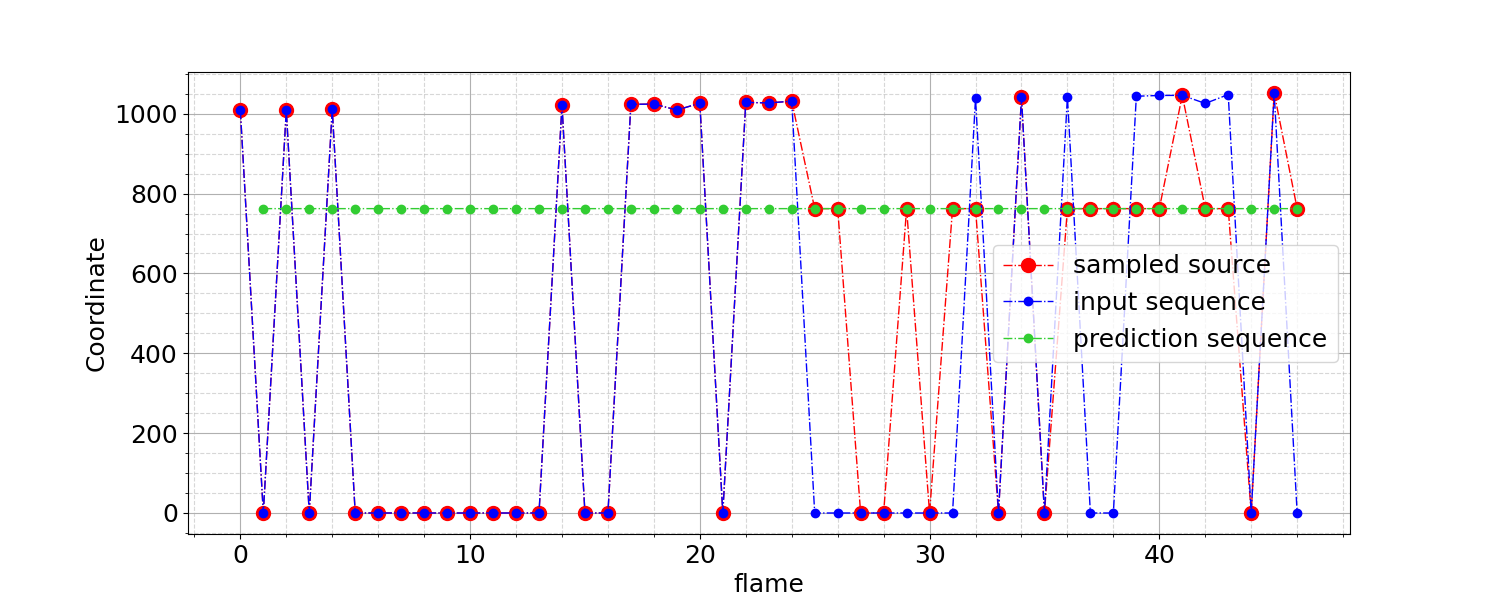 1000
800
600
400
200
0
Coordinate
sampled source
input sequence
prediction sequence
0 10 20 30 40
flame